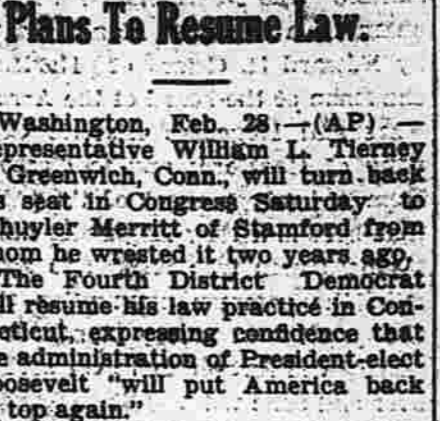 Plans To Resume Law.
Washington, Feb. 28.—(AP)—
epresentative William L. Tierney
Greenwich, Conn., will turn back
s seat in Congress Saturday to
huyler Merritt of Stamford from
hom he wrested it two years ago.
The Fourth District Democrat
ll resume his law practice in Con-
eticut, expressing confidence that
e administration of President-elect
oosevelt "will put America back
top again."